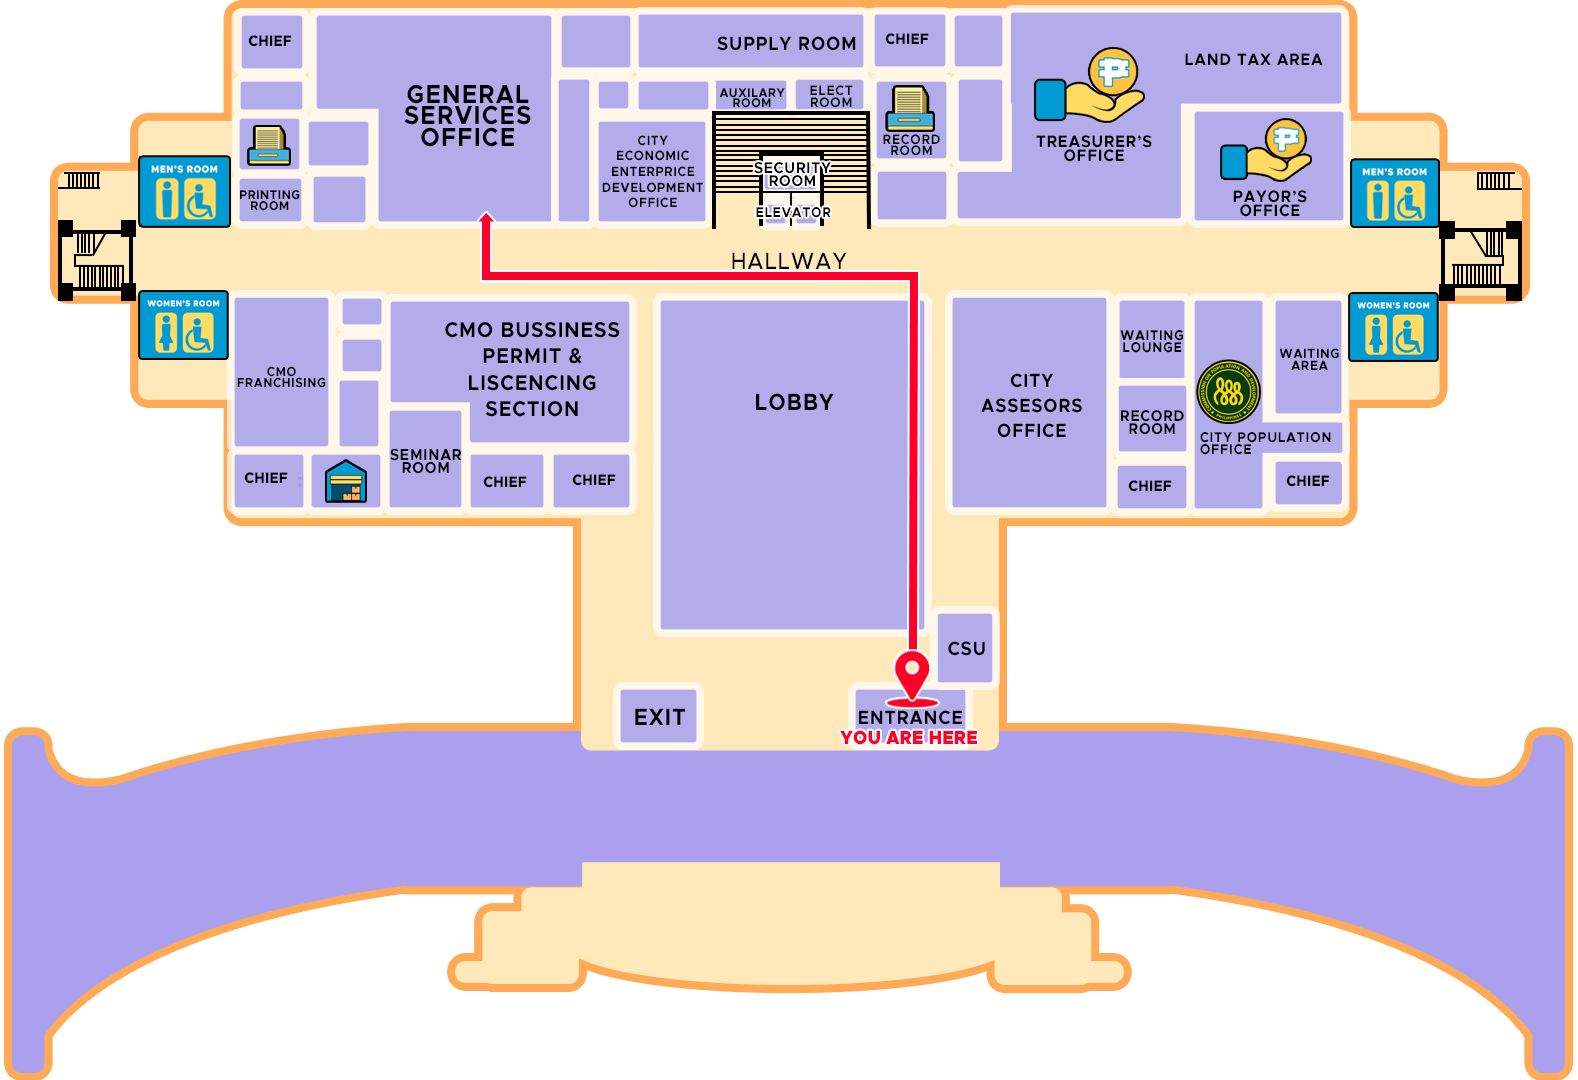 CHIEF
GENERAL
SERVICES
OFFICE
SUPPLY ROOM
CHIEF
LAND TAX AREA
AUXILARY
ROOM
ELECT
ROOM
RECORD
ROOM
TREASURER'S
OFFICE
CITY
ECONOMIC
ENTERPRICE
DEVELOPMENT
OFFICE
SECURITY
ROOM
ELEVATOR
MEN'S ROOM
PRINTING
ROOM
PAYOR'S
OFFICE
MEN'S ROOM
HALLWAY
WOMEN'S ROOM
CMO
FRANCHISING
CMO BUSSINESS
PERMIT &
LISCENCING
SECTION
LOBBY
CITY
ASSESORS
OFFICE
WAITING
LOUNGE
WAITING
AREA
WOMEN'S ROOM
RECORD
ROOM
CITY POPULATION
OFFICE
SEMINAR
ROOM
CHIEF
CHIEF
CHIEF
CHIEF
CHIEF
CSU
EXIT
ENTRANCE
YOU ARE HERE